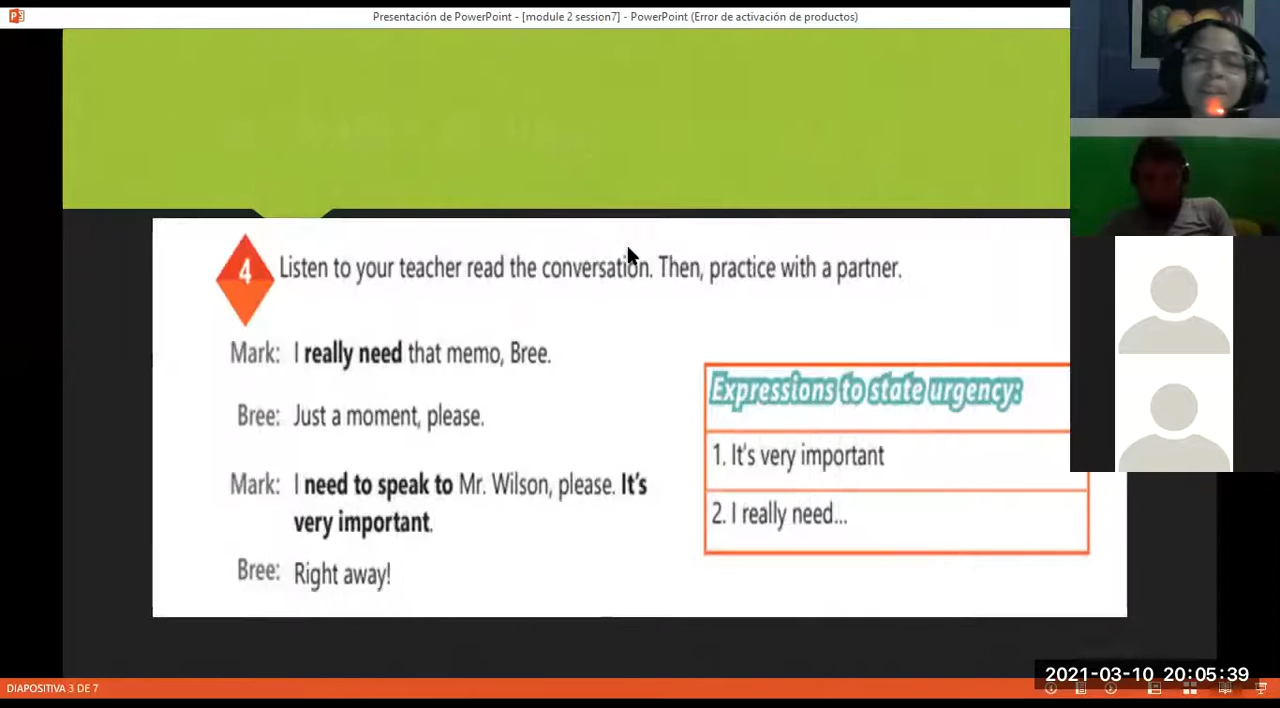 Presentación de PowerPoint - [module 2 session7] - PowerPoint (Error de activación de productos)
4
Listen to your teacher read the conversation. Then, practice with a partner.
Mark: I really need that memo, Bree.
Bree: Just a moment, please.
Mark: I need to speak to Mr. Wilson, please. It's
very important.
Bree: Right away!
Expressions to state urgency:
1. It's very important
2. I really need...
2021-03-10 20:05:39
DIAPOSITIVA 3 DE 7